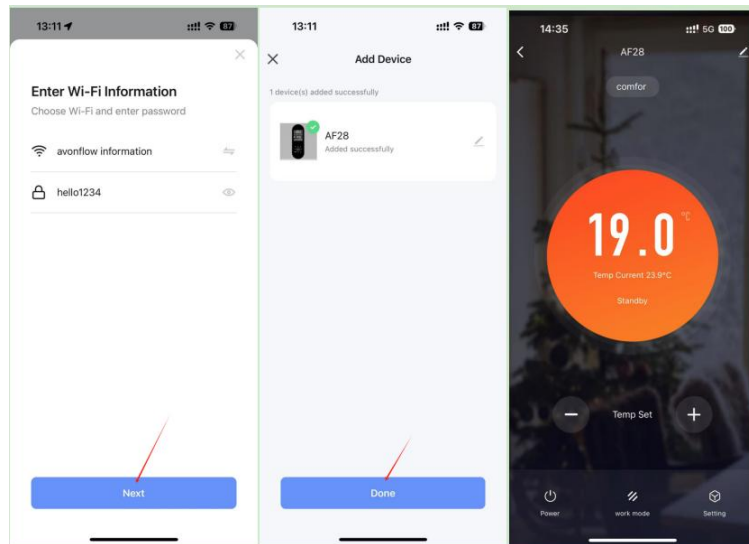 13:11
87
Enter Wi-Fi Information
Choose Wi-Fi and enter password
avonflow information
hello1234
Next
13:11
87
Add Device
1 device(s) added successfully
AF28
Added successfully
Done
14:35
5G 100
AF28
comfor
19.0 °C
Temp Current 23.9°C
Standby
Temp Set
Power
work mode
Setting